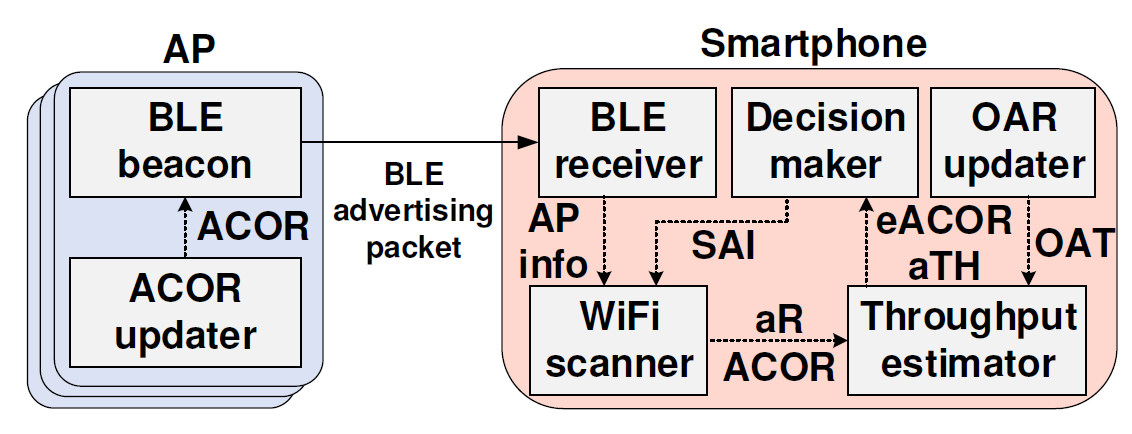 AP
Smartphone
BLE
beacon
ACOR
ACOR
updater
BLE
advertising
packet
BLE
receiver
Decision
maker
OAR
updater
AP
info
SAI
eACOR
aTH
OAT
WiFi
scanner
aR
ACOR
Throughput
estimator